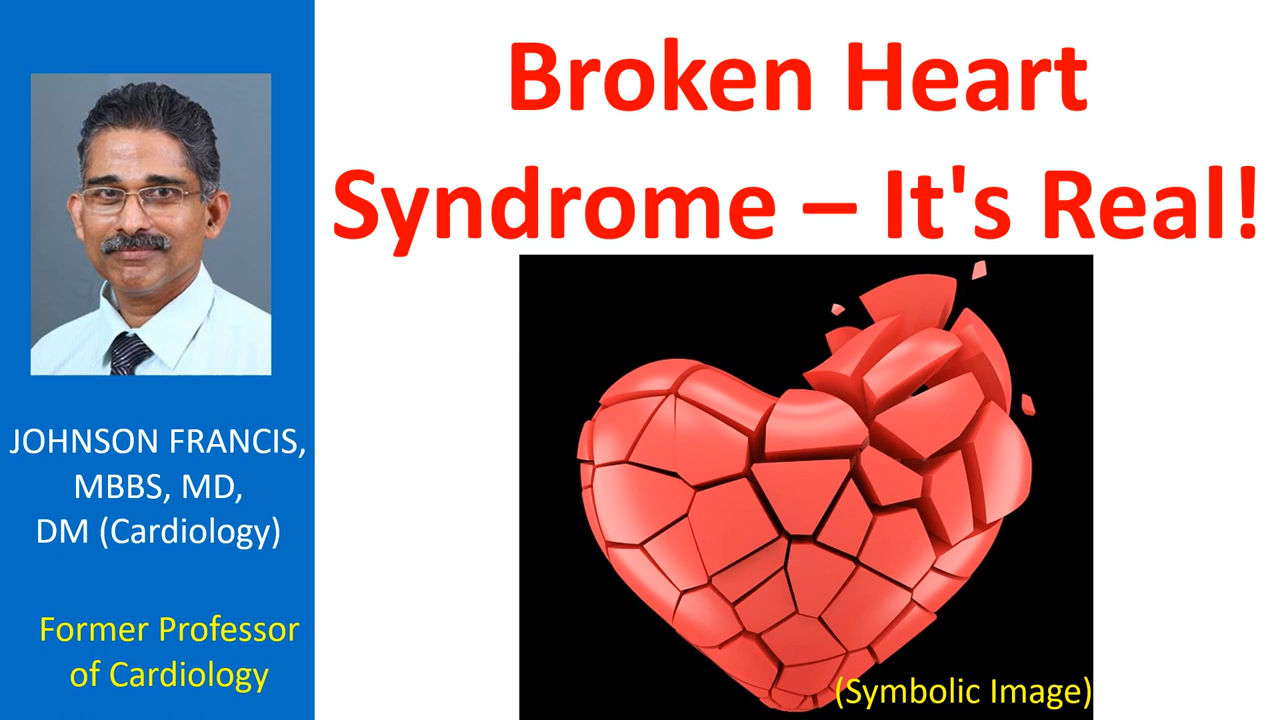 Broken Heart
Syndrome – It's Real!
JOHNSON FRANCIS,
MBBS, MD,
DM (Cardiology)
Former Professor
of Cardiology
(Symbolic Image)